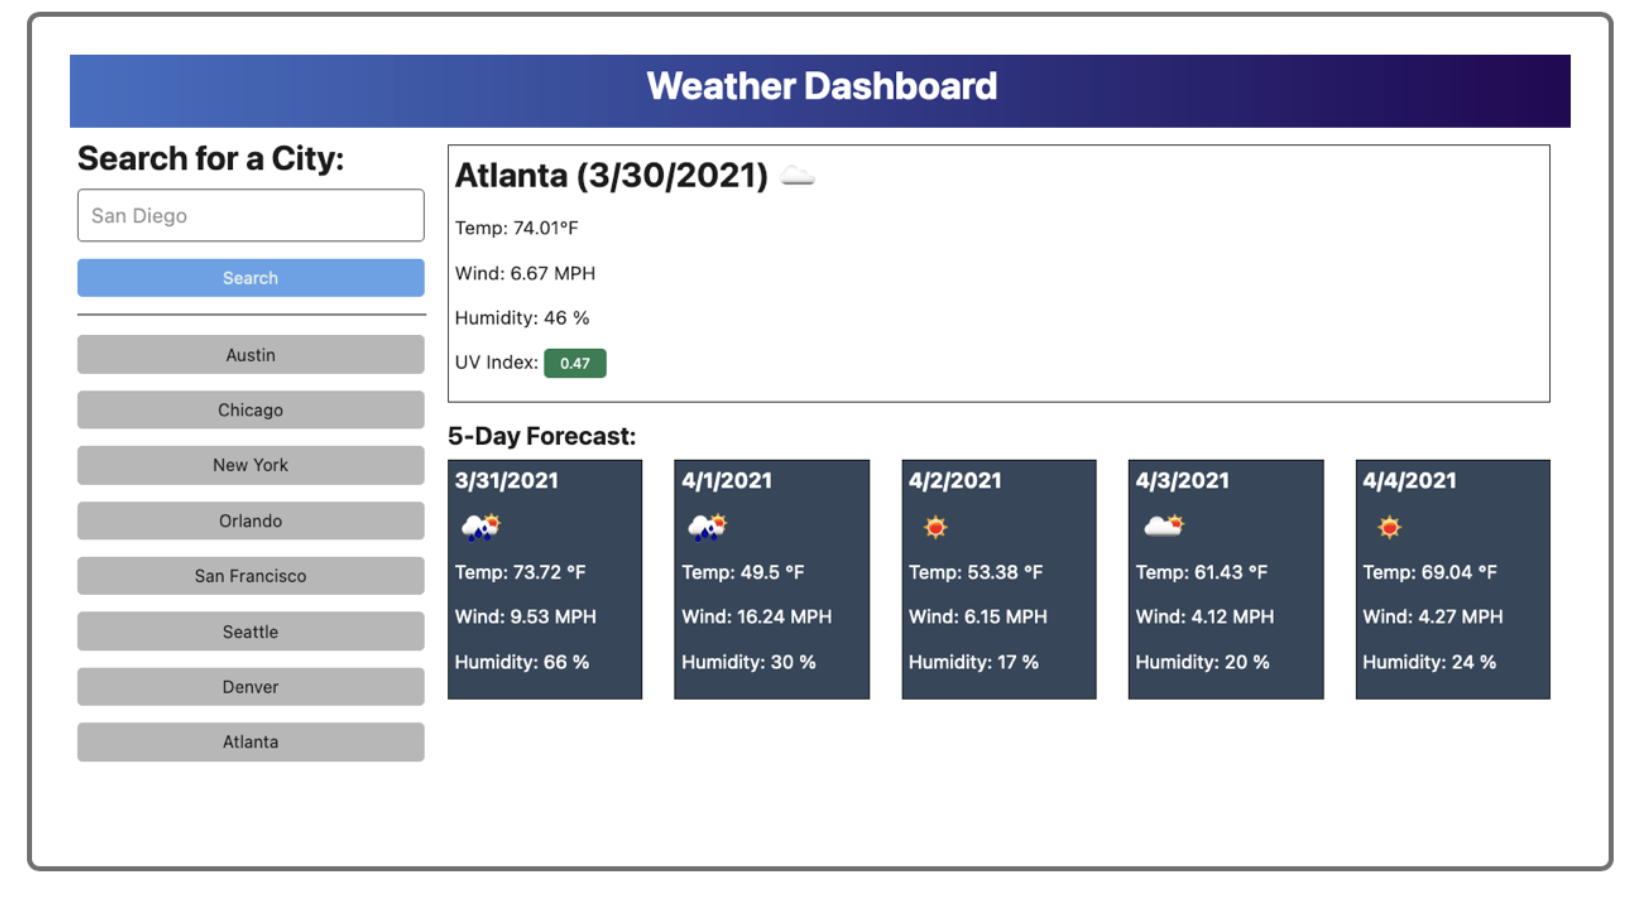 Weather Dashboard
Search for a City:
San Diego
Search
Austin
Chicago
New York
Orlando
San Francisco
Seattle
Denver
Atlanta
Atlanta (3/30/2021)
Temp: 74.01°F
Wind: 6.67 MPH
Humidity: 46 %
UV Index: 0.47
5-Day Forecast:
3/31/2021
Temp: 73.72 °F
Wind: 9.53 MPH
Humidity: 66 %
4/1/2021
Temp: 49.5 °F
Wind: 16.24 MPH
Humidity: 30 %
4/2/2021
Temp: 53.38 °F
Wind: 6.15 MPH
Humidity: 17 %
4/3/2021
Temp: 61.43 °F
Wind: 4.12 MPH
Humidity: 20 %
4/4/2021
Temp: 69.04 °F
Wind: 4.27 MPH
Humidity: 24 %